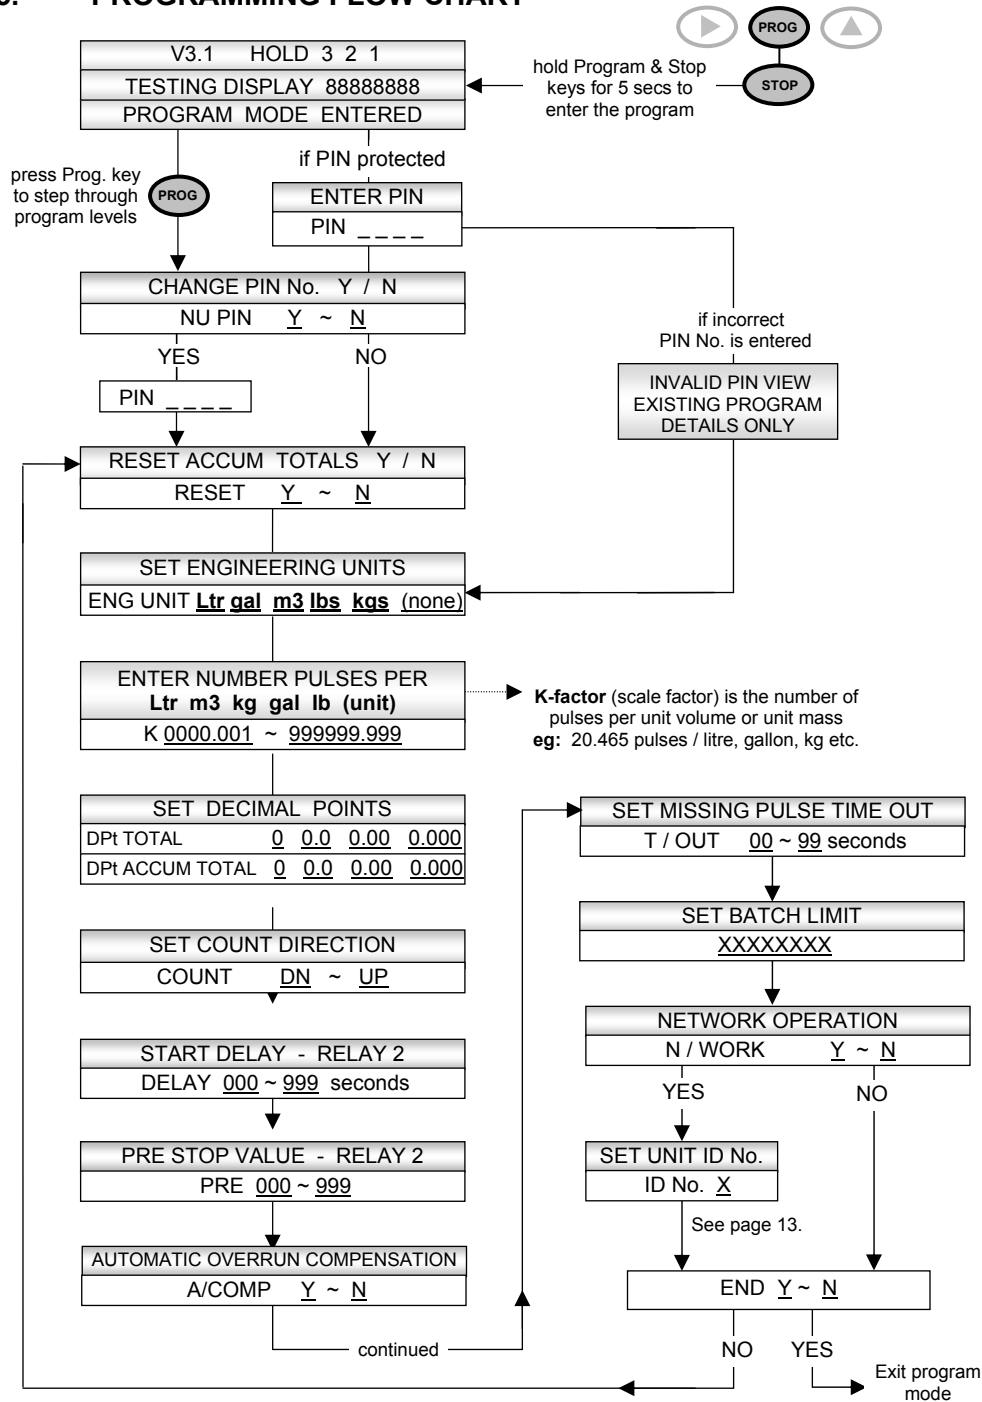 PROGRAMMING FLOW CHART
PROG
STOP
hold Program & Stop
keys for 5 secs to
enter the program
V3.1 HOLD 3 2 1
TESTING DISPLAY 88888888
PROGRAM MODE ENTERED
press Prog. key
to step through
program levels
PROG
if PIN protected
ENTER PIN
PIN _ _ _ _
CHANGE PIN No. Y / N
NU PIN Y ~ N
YES
NO
PIN _ _ _ _
if incorrect
PIN No. is entered
INVALID PIN VIEW
EXISTING PROGRAM
DETAILS ONLY
RESET ACCUM TOTALS Y / N
RESET Y ~ N
SET ENGINEERING UNITS
ENG UNIT Ltr gal m3 lbs kgs (none)
ENTER NUMBER PULSES PER
Ltr m3 kg gal lb (unit)
K 0000.001 ~ 999999.999
K-factor (scale factor) is the number of
pulses per unit volume or unit mass
eg: 20.465 pulses / litre, gallon, kg etc.
SET DECIMAL POINTS
DPt TOTAL 0 0.0 0.00 0.000
DPt ACCUM TOTAL 0 0.0 0.00 0.000
SET COUNT DIRECTION
COUNT DN ~ UP
START DELAY - RELAY 2
DELAY 000 ~ 999 seconds
PRE STOP VALUE - RELAY 2
PRE 000 ~ 999
AUTOMATIC OVERRUN COMPENSATION
A/COMP Y ~ N
continued
SET MISSING PULSE TIME OUT
T / OUT 00 ~ 99 seconds
SET BATCH LIMIT
XXXXXXXX
NETWORK OPERATION
N / WORK Y ~ N
YES
NO
SET UNIT ID No.
ID No. X
See page 13.
END Y ~ N
NO
YES
Exit program
mode